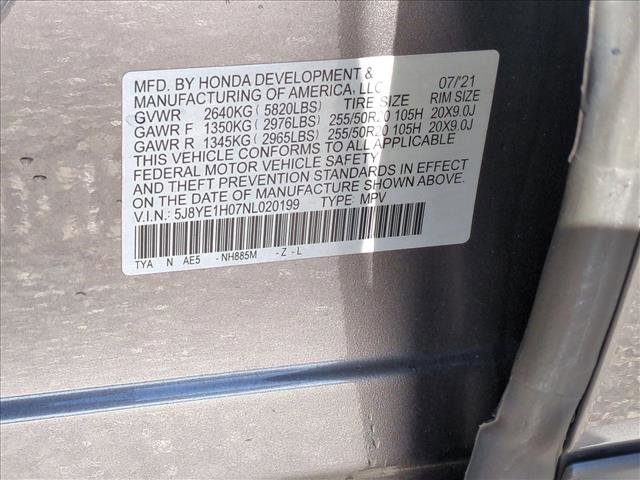 MFD. BY HONDA DEVELOPMENT &
MANUFACTURING OF AMERICA, LLC 07/'21
GVWR 2640KG ( 5820LBS) TIRE SIZE RIM SIZE
GAWR F 1350KG ( 2976LBS) 255/50R20 105H 20X9.0J
GAWR R 1345KG ( 2965LBS) 255/50R20 105H 20X9.0J
THIS VEHICLE CONFORMS TO ALL APPLICABLE
FEDERAL MOTOR VEHICLE SAFETY
AND THEFT PREVENTION STANDARDS IN EFFECT
ON THE DATE OF MANUFACTURE SHOWN ABOVE.
V.I.N.: 5J8YE1H07NL020199 TYPE: MPV
TYA N AE5 -NH885M -Z-L